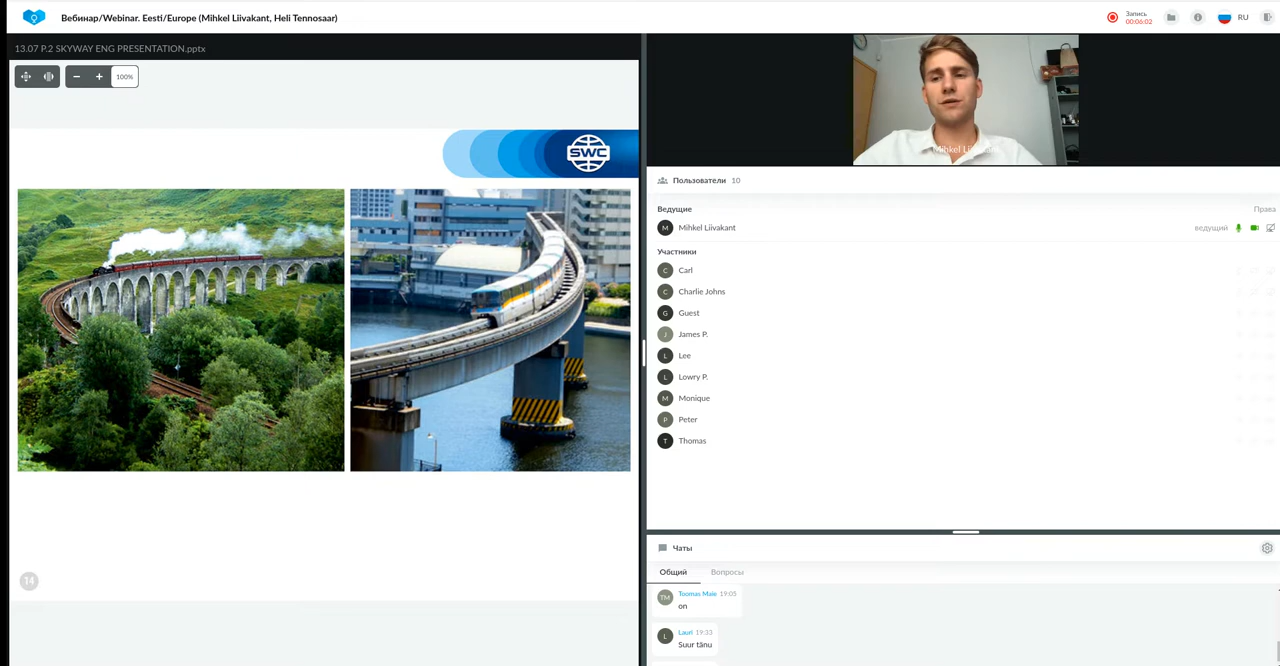 Вебинар/Webinar. Eesti/Europe (Mihkel Liivakant, Heli Tennosaar)
Запись
00:06:02
RU
13.07 P.2 SKYWAY ENG PRESENTATION.pptx
100%
SWC
14
Пользователи 10
Ведущие Права
M Mihkel Liivakant ведущий
Участники
C Carl
C Charlie Johns
G Guest
J James P.
L Lee
L Lowry P.
M Monique
P Peter
T Thomas
Чаты
Общий Вопросы
TM Toomas Maie 19:05
on
L Lauri 19:33
Suur tänu